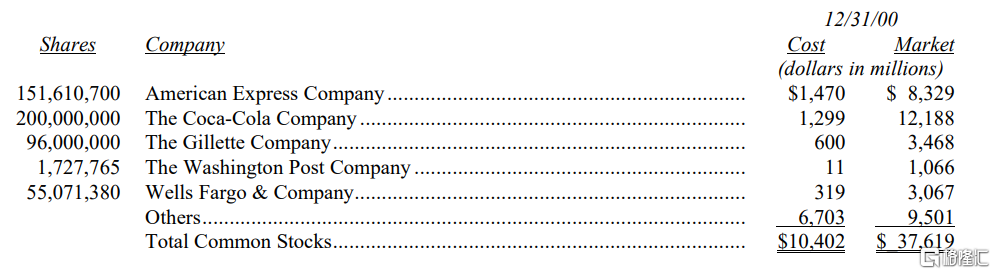 12/31/00
Shares Company Cost Market
(dollars in millions)
151,610,700 American Express Company ........ $1,470 $ 8,329
200,000,000 The Coca-Cola Company ........ 1,299 12,188
96,000,000 The Gillette Company ........ 600 3,468
1,727,765 The Washington Post Company ........ 11 1,066
55,071,380 Wells Fargo & Company ........ 319 3,067
Others ........ 6,703 9,501
Total Common Stocks ........ $10,402 $ 37,619
格隆汇